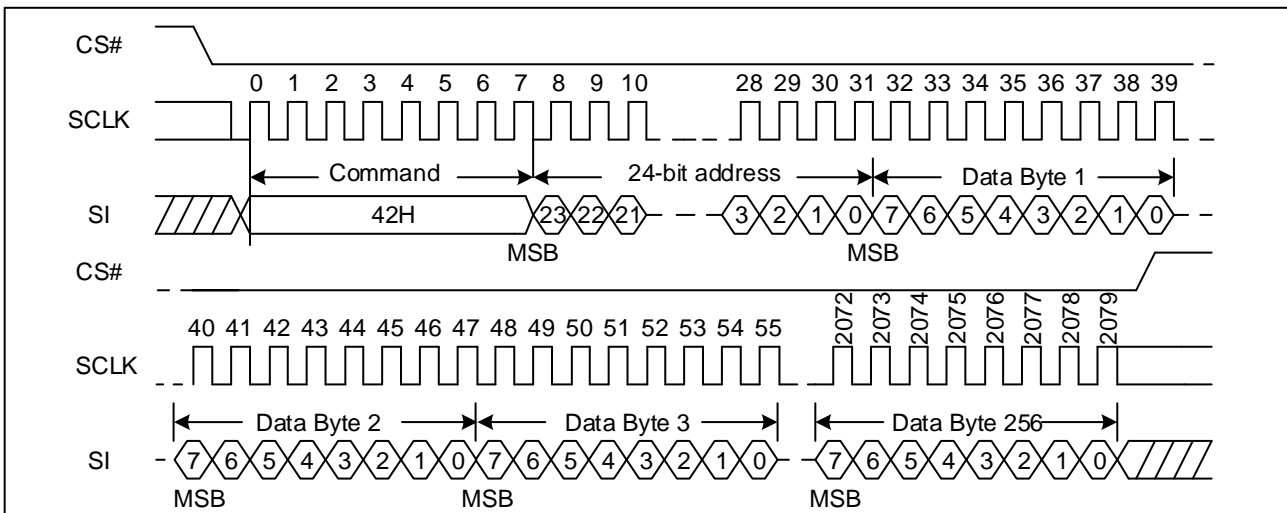 CS#
0 1 2 3 4 5 6 7 8 9 10 28 29 30 31 32 33 34 35 36 37 38 39
SCLK
Command 24-bit address Data Byte 1
SI 42H 23 22 21 3 2 1 0 7 6 5 4 3 2 1 0
MSB MSB
CS#
40 41 42 43 44 45 46 47 48 49 50 51 52 53 54 55 2072 2073 2074 2075 2076 2077 2078 2079
SCLK
Data Byte 2 Data Byte 3 Data Byte 256
SI 7 6 5 4 3 2 1 0 7 6 5 4 3 2 1 0 7 6 5 4 3 2 1 0
MSB MSB MSB